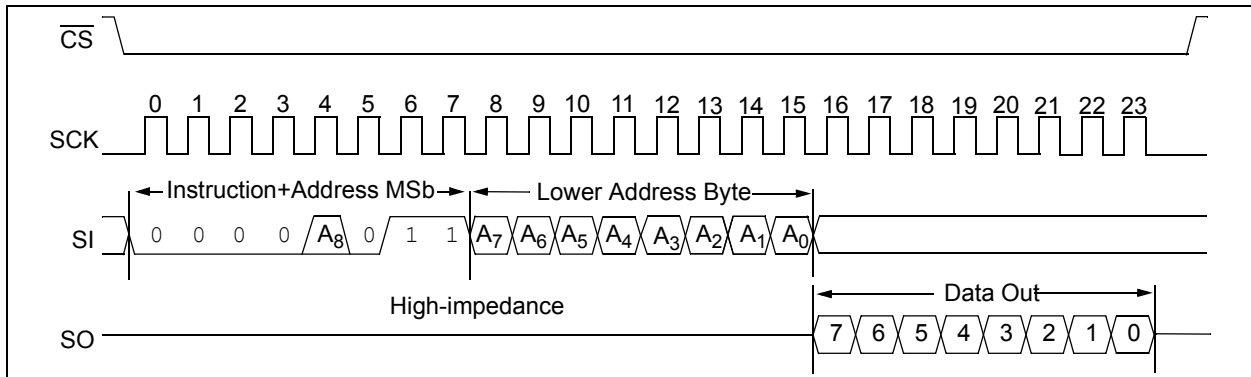 CS
0 1 2 3 4 5 6 7 8 9 10 11 12 13 14 15 16 17 18 19 20 21 22 23
SCK
Instruction+Address MSb Lower Address Byte
SI 0 0 0 0 A8 0 1 1 A7 A6 A5 A4 A3 A2 A1 A0
High-impedance Data Out
SO 7 6 5 4 3 2 1 0